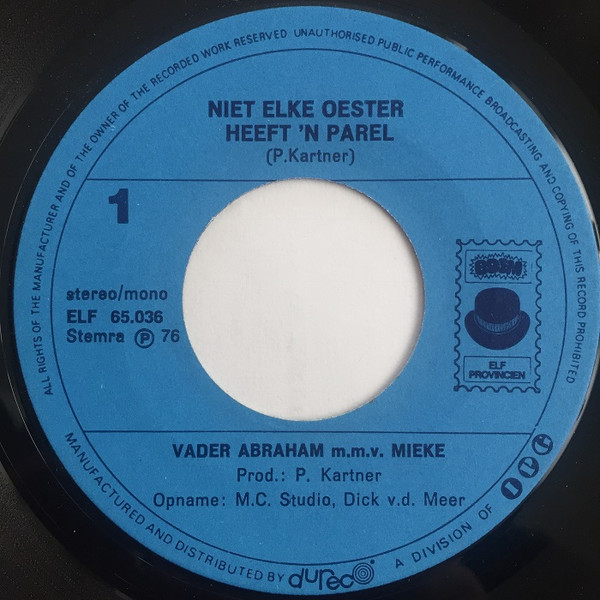 ALL RIGHTS OF THE MANUFACTURER AND OF THE OWNER OF THE RECORDED WORK RESERVED UNAUTHORISED PUBLIC PERFORMANCE BROADCASTING AND COPYING OF THIS RECORD PROHIBITED
NIET ELKE OESTER
HEEFT 'N PAREL
(P.Kartner)
1
stereo/mono
ELF 65.036
Stemra Ⓟ 76
ELF
PROVINCIEN
VADER ABRAHAM m.m.v. MIEKE
Prod.: P. Kartner
Opname: M.C. Studio, Dick v.d. Meer
MANUFACTURED AND DISTRIBUTED BY dureco A DIVISION OF